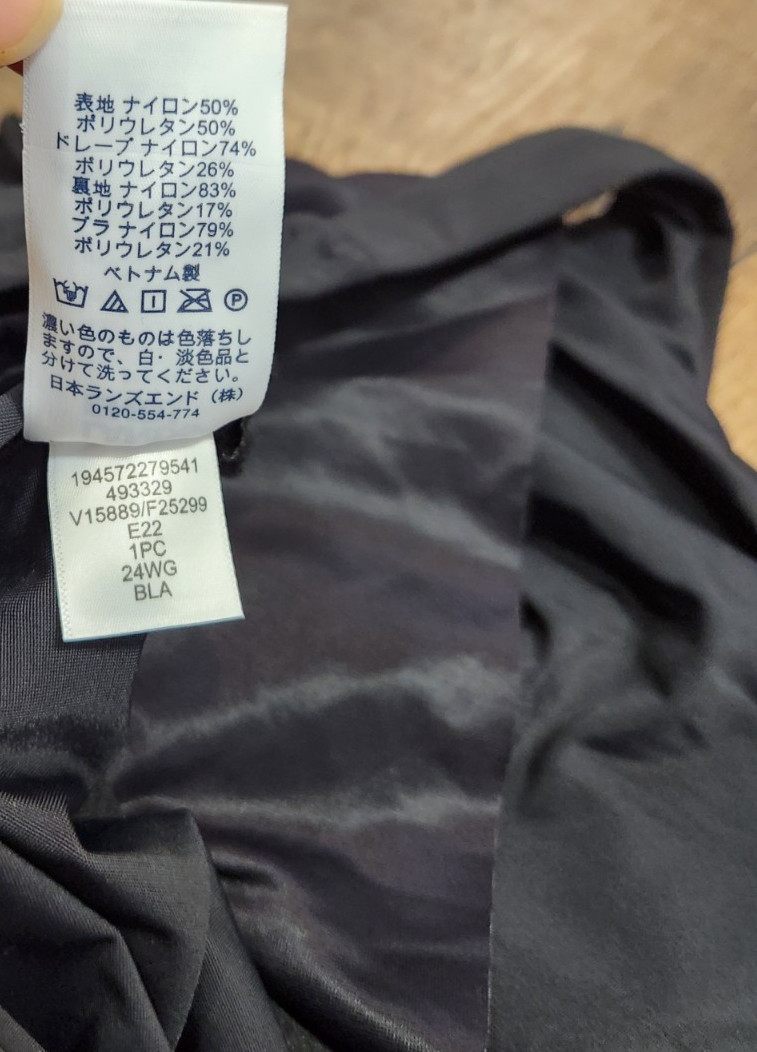 表地 ナイロン50%
ポリウレタン50%
ドレープ ナイロン74%
ポリウレタン26%
裏地 ナイロン83%
ポリウレタン17%
ブラ ナイロン79%
ポリウレタン21%
ベトナム製
P
濃い色のものは色落ちし
ますので、白・淡色品と
分けて洗ってください。
日本ランズエンド（株）
0120-554-774
194572279541
493329
V15889/F25299
E22
1PC
24WG
BLA